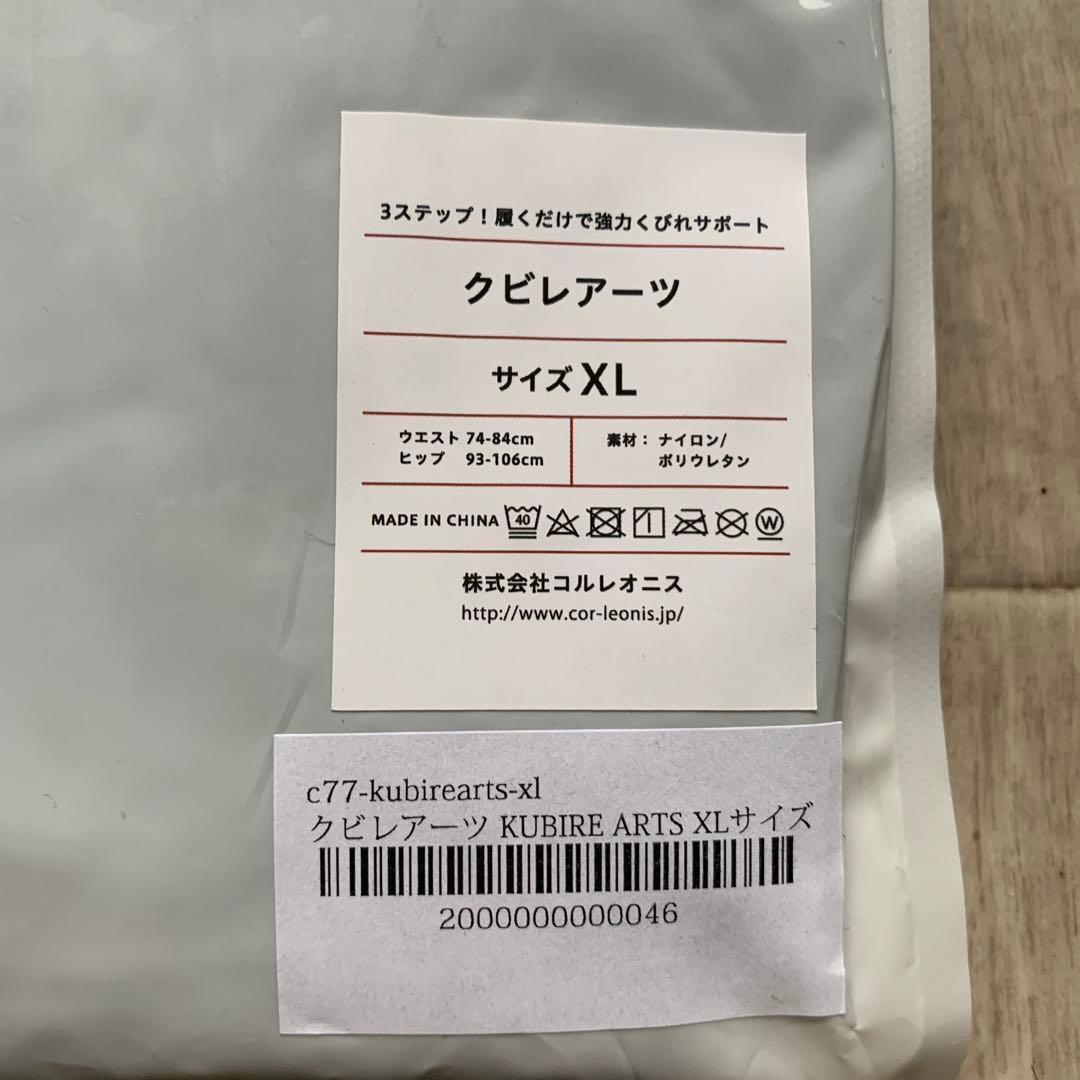 3ステップ！履くだけで強力くびれサポート
クビレアーツ
サイズ XL
ウエスト 74-84cm
ヒップ 93-106cm
素材： ナイロン/
ポリウレタン
MADE IN CHINA 40 W
株式会社コルレオニス
http://www.cor-leonis.jp/
c77-kubirearts-xl
クビレアーツ KUBIRE ARTS XLサイズ
2000000000046